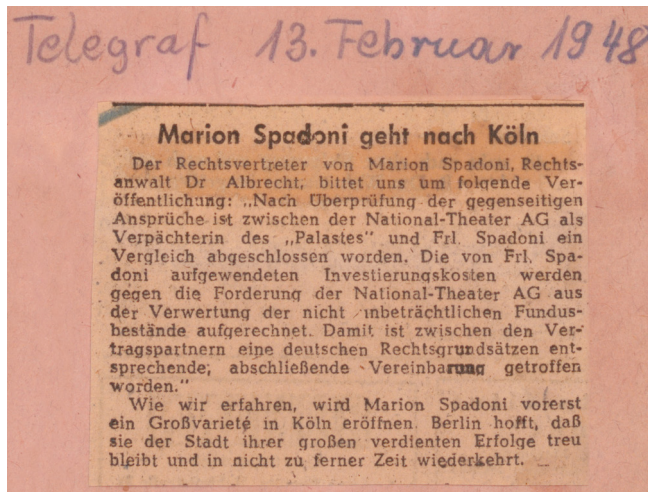 Telegraf 13. Februar 1948
Marion Spadoni geht nach Köln
Der Rechtsvertreter von Marion Spadoni, Rechts-
anwalt Dr Albrecht, bittet uns um folgende Ver-
öffentlichung: „Nach Überprüfung der gegenseitigen
Ansprüche ist zwischen der National-Theater AG als
Verpächterin des „Palastes" und Frl. Spadoni ein
Vergleich abgeschlossen worden. Die von Frl. Spa-
doni aufgewendeten Investierungskosten werden
gegen die Forderung der National-Theater AG aus
der Verwertung der nicht unbeträchtlichen Fundus-
bestände aufgerechnet. Damit ist zwischen den Ver-
tragspartnern eine deutschen Rechtsgrundsätzen ent-
sprechende, abschließende Vereinbarung getroffen
worden."
Wie wir erfahren, wird Marion Spadoni vorerst
ein Großvarieté in Köln eröffnen. Berlin hofft, daß
sie der Stadt ihrer großen verdienten Erfolge treu
bleibt und in nicht zu ferner Zeit wiederkehrt.